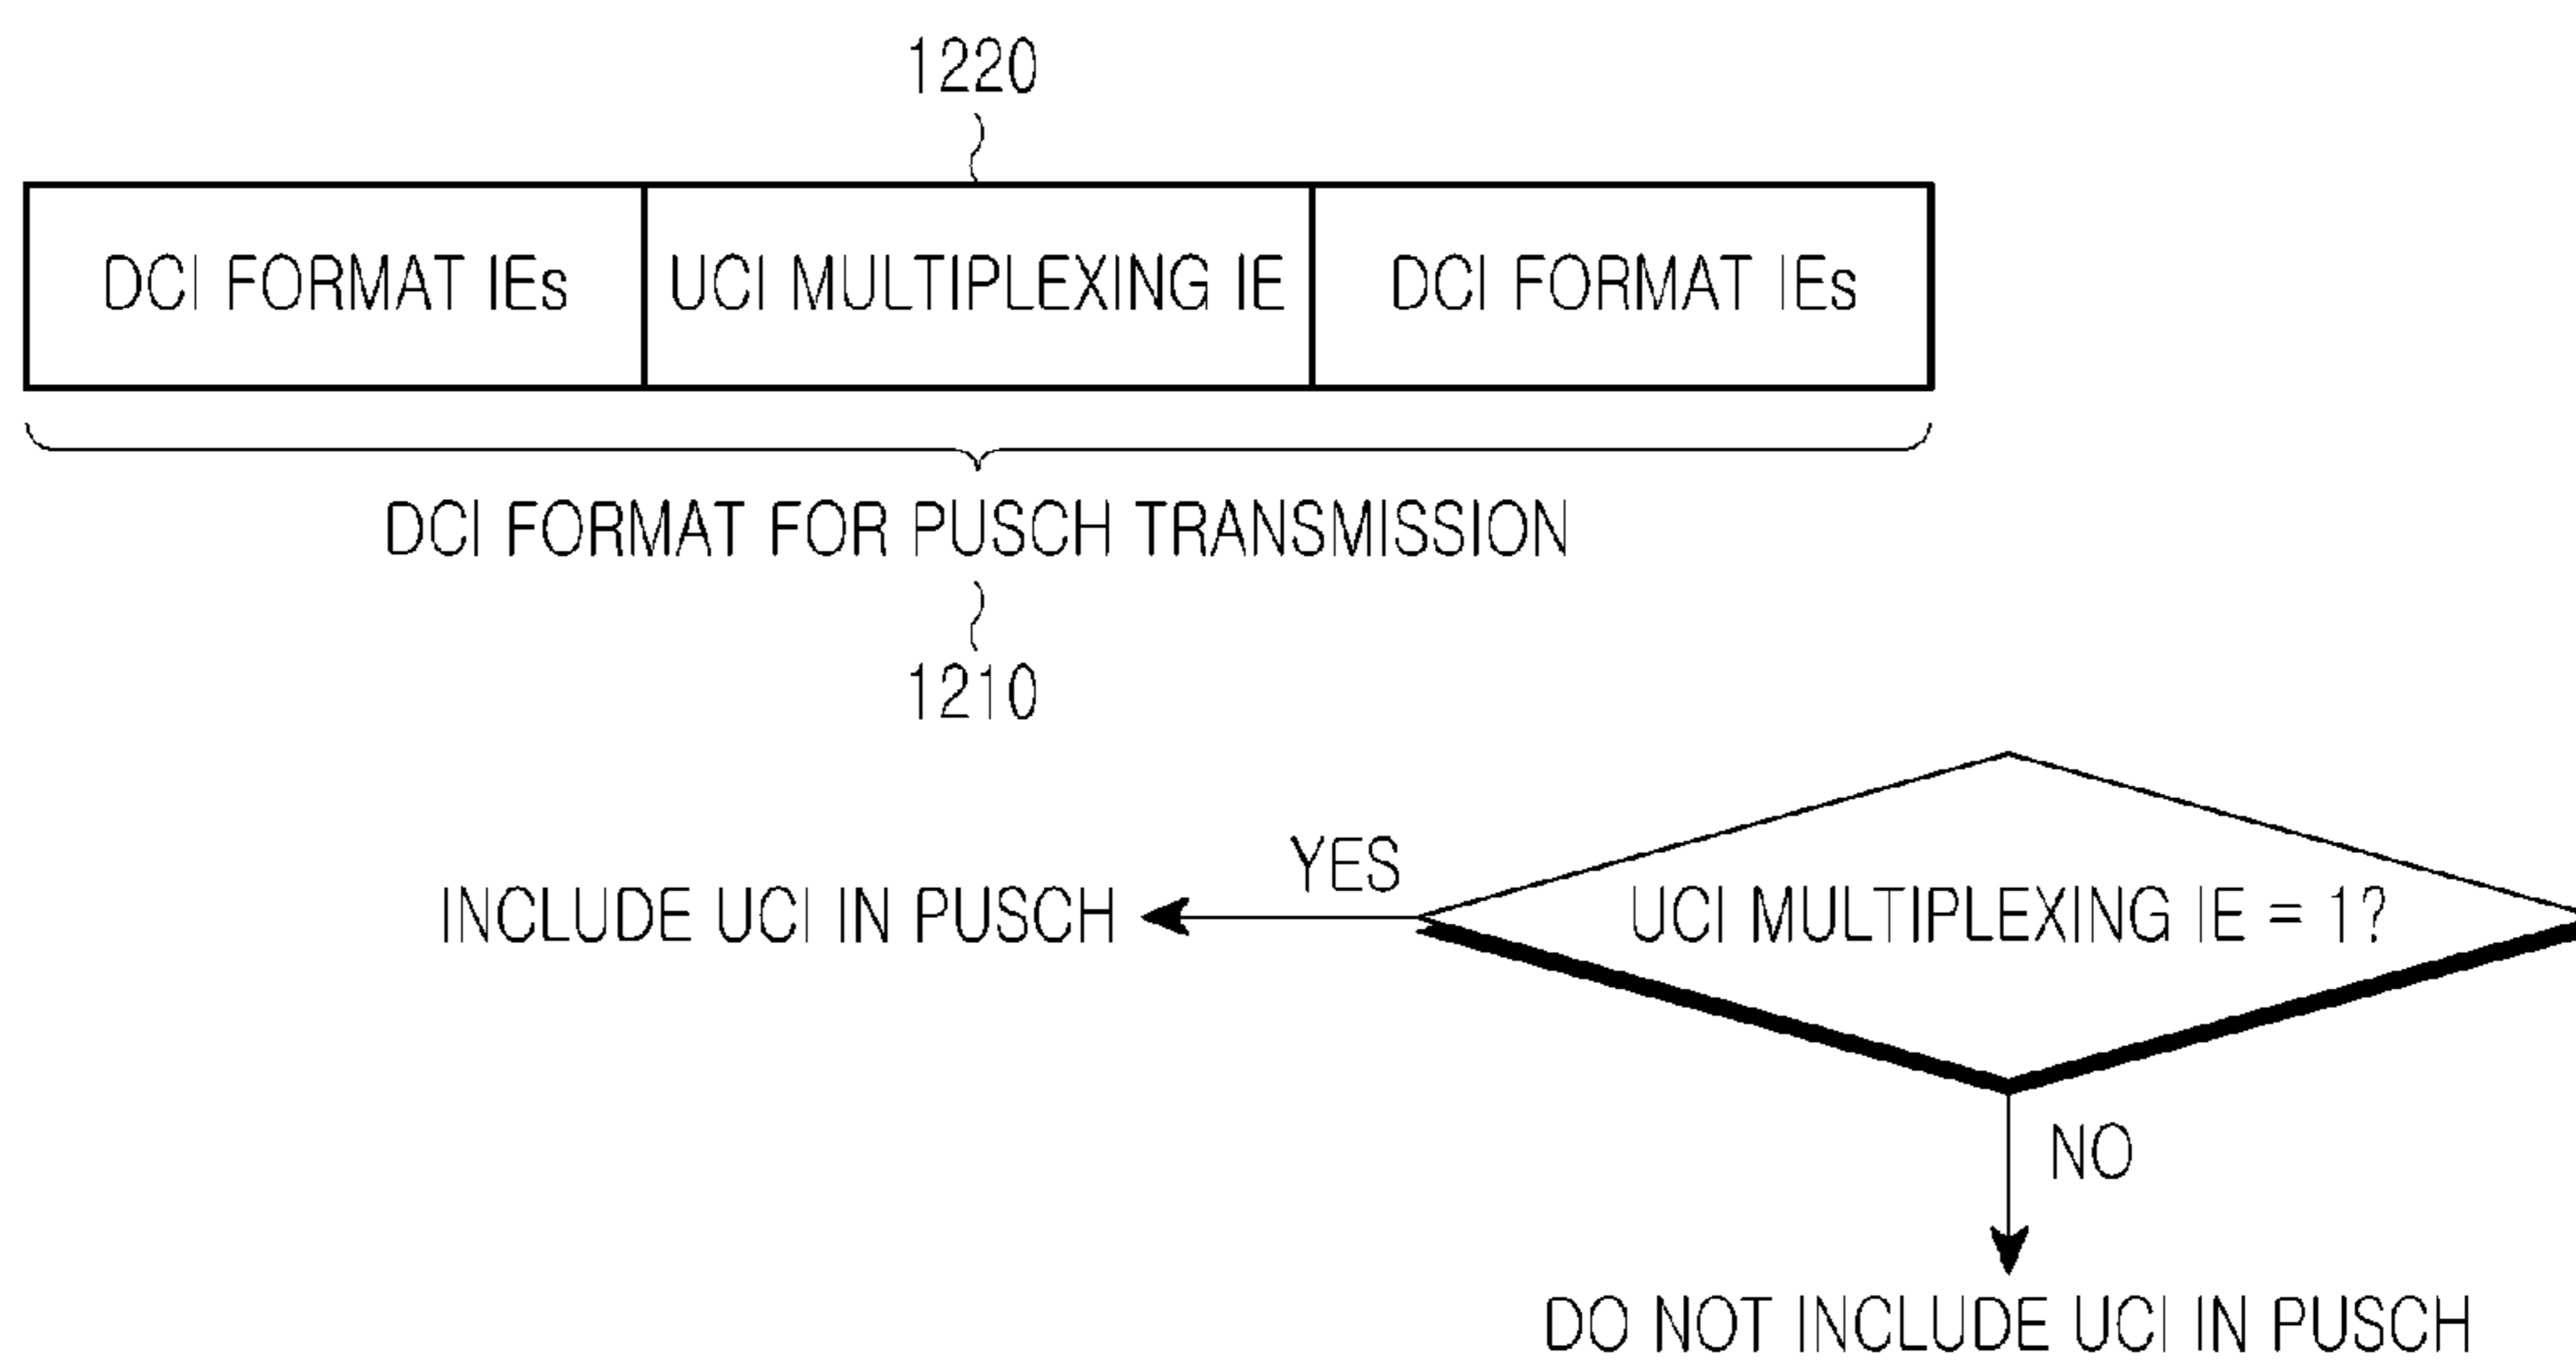 1220
DCI FORMAT IEs
UCI MULTIPLEXING IE
DCI FORMAT IEs
DCI FORMAT FOR PUSCH TRANSMISSION
1210
YES
INCLUDE UCI IN PUSCH
UCI MULTIPLEXING IE = 1?
NO
DO NOT INCLUDE UCI IN PUSCH